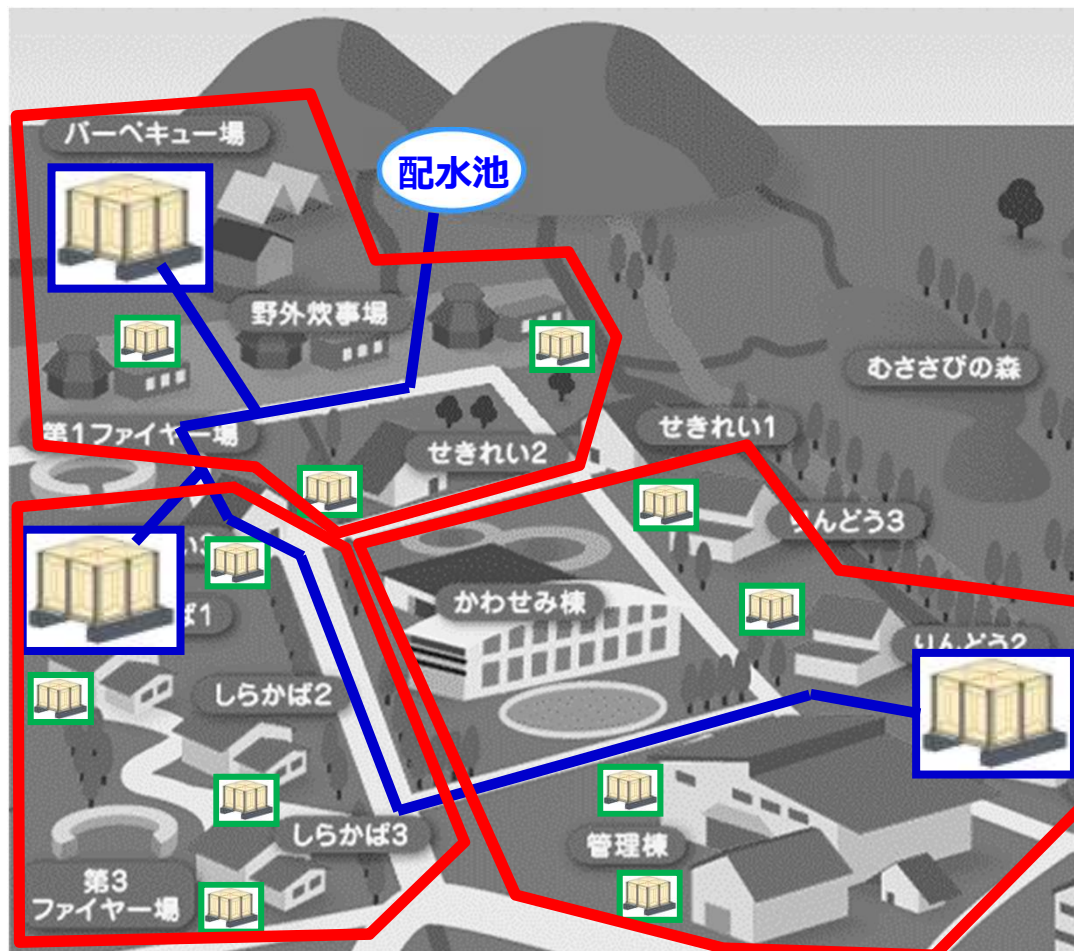 バーベキュー場
配水池
野外炊事場
むささびの森
第1ファイヤー場
せきれい2
せきれい1
りんどう3
かわせみ棟
りんどう2
しらかば2
しらかば3
管理棟
第3
ファイヤー場